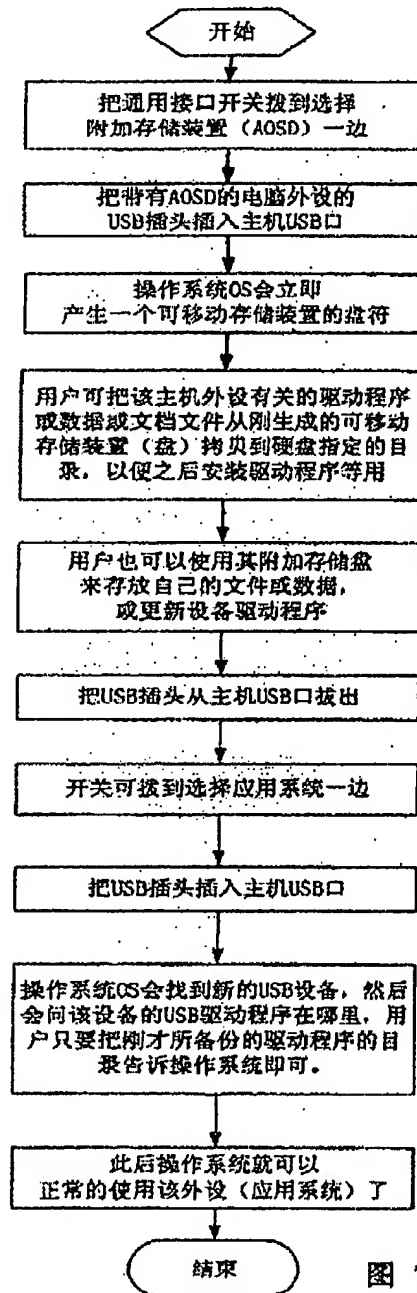 开始
把通用接口开关拨到选择
附加存储装置（AOSD）一边
把带有AOSD的电脑外设的
USB插头插入主机USB口
操作系统OS会立即
产生一个可移动存储装置的盘符
用户可把该主机外设有关的驱动程序
或数据或文档文件从刚生成的可移动
存储装置（盘）拷贝到硬盘指定的目
录，以便之后安装驱动程序等用
用户也可以使用其附加存储盘
来存放自己的文件或数据，
或更新设备驱动程序
把USB插头从主机USB口拔出
开关可拨到选择应用系统一边
把USB插头插入主机USB口
操作系统OS会找到新的USB设备，然后
会问该设备的USB驱动程序在哪里，用
户只要把刚才所备份的驱动程序的目
录告诉操作系统即可。
此后操作系统就可以
正常的使用该外设（应用系统）了
结束
图